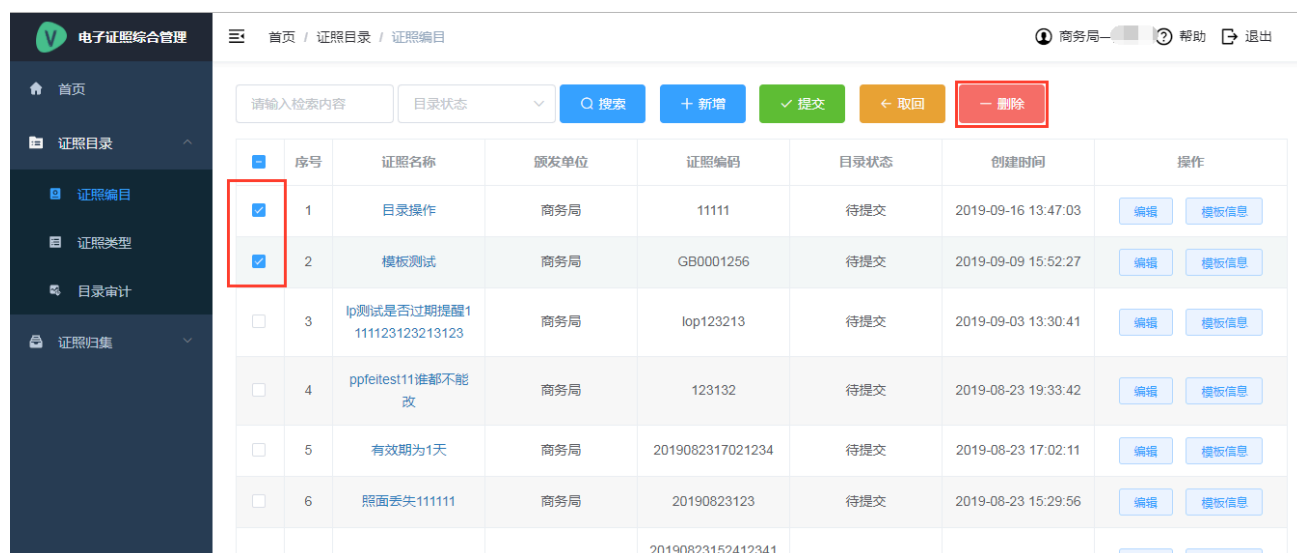 V 电子证照综合管理
首页 / 证照目录 / 证照编目
商务局— 帮助 退出
首页
证照目录
证照编目
证照类型
目录审计
证照归集
请输入检索内容 目录状态 搜索 + 新增 提交 取回 删除
序号 证照名称 颁发单位 证照编码 目录状态 创建时间 操作
1 目录操作 商务局 11111 待提交 2019-09-16 13:47:03 编辑 模板信息
2 模板测试 商务局 GB0001256 待提交 2019-09-09 15:52:27 编辑 模板信息
lp测试是否过期提醒1
3 商务局 lop123213 待提交 2019-09-03 13:30:41 编辑 模板信息
111123123213123
ppfeitest11谁都不能
4 商务局 123132 待提交 2019-08-23 19:33:42 编辑 模板信息
改
5 有效期为1天 商务局 2019082317021234 待提交 2019-08-23 17:02:11 编辑 模板信息
6 照面丢失111111 商务局 20190823123 待提交 2019-08-23 15:29:56 编辑 模板信息
20190823152412341